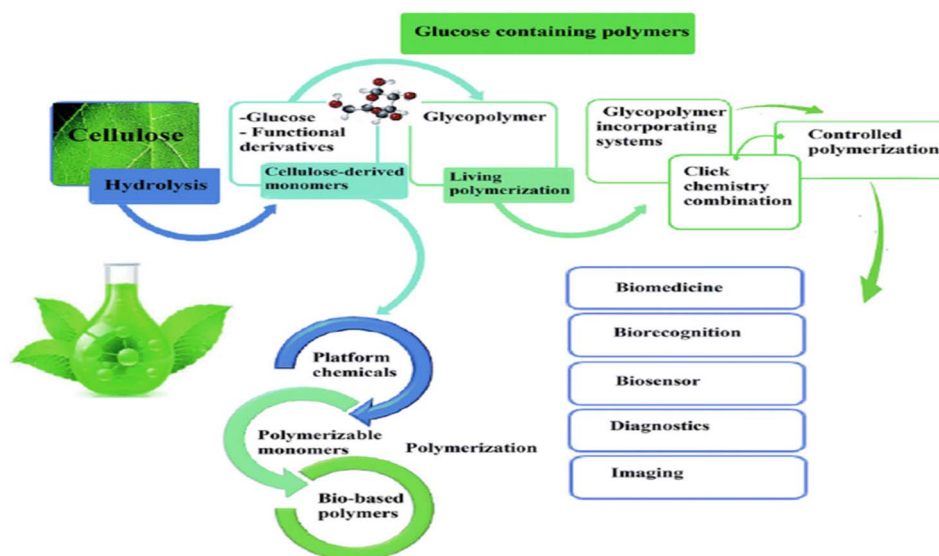 Glucose containing polymers
Cellulose
Hydrolysis
-Glucose
- Functional
derivatives
Cellulose-derived
monomers
Glycopolymer
Living
polymerization
Glycopolymer
incorporating
systems
Click
chemistry
combination
Controlled
polymerization
Platform
chemicals
Polymerizable
monomers
Polymerization
Bio-based
polymers
Biomedicine
Biorecognition
Biosensor
Diagnostics
Imaging